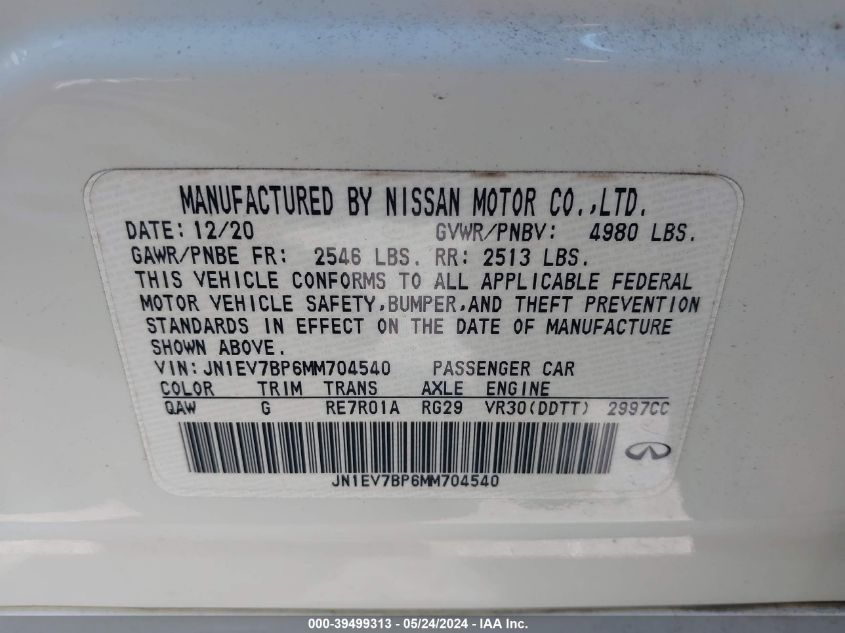 MANUFACTURED BY NISSAN MOTOR CO.,LTD.
DATE: 12/20 GVWR/PNBV: 4980 LBS.
GAWR/PNBE FR: 2546 LBS. RR: 2513 LBS.
THIS VEHICLE CONFORMS TO ALL APPLICABLE FEDERAL
MOTOR VEHICLE SAFETY,BUMPER,AND THEFT PREVENTION
STANDARDS IN EFFECT ON THE DATE OF MANUFACTURE
SHOWN ABOVE.
VIN: JN1EV7BP6MM704540 PASSENGER CAR
COLOR TRIM TRANS AXLE ENGINE
QAW G RE7R01A RG29 VR30(DDTT) 2997CC
JN1EV7BP6MM704540
000-39499313 - 05/24/2024 - IAA Inc.